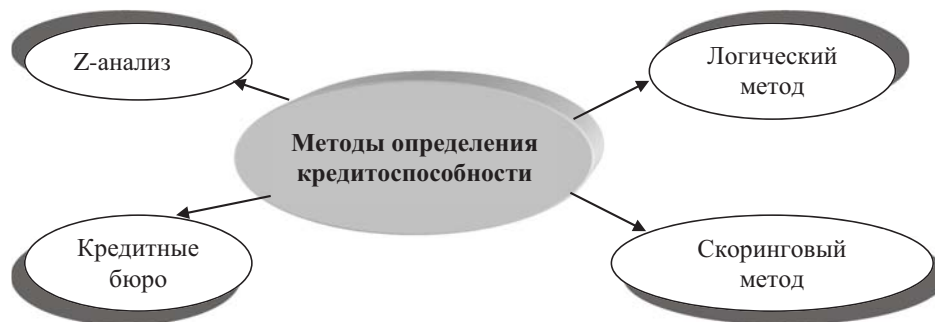 Z-анализ
Логический
метод
Методы определения
кредитоспособности
Кредитные
бюро
Скоринговый
метод